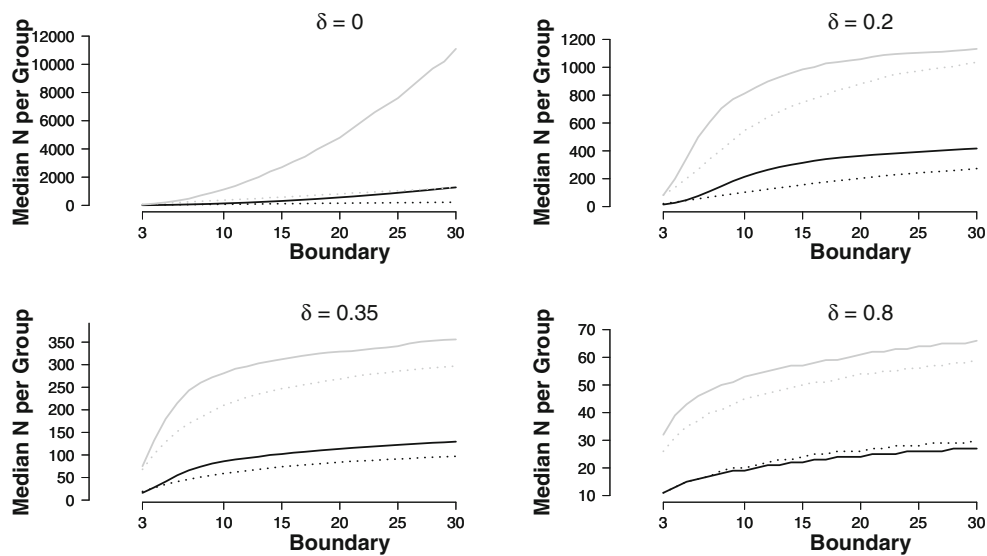 δ = 0
Median N per Group
12000
10000
8000
6000
4000
2000
0
3 10 15 20 25 30
Boundary
δ = 0.2
Median N per Group
1200
1000
800
600
400
200
0
3 10 15 20 25 30
Boundary
δ = 0.35
Median N per Group
350
300
250
200
150
100
50
0
3 10 15 20 25 30
Boundary
δ = 0.8
Median N per Group
70
60
50
40
30
20
10
3 10 15 20 25 30
Boundary